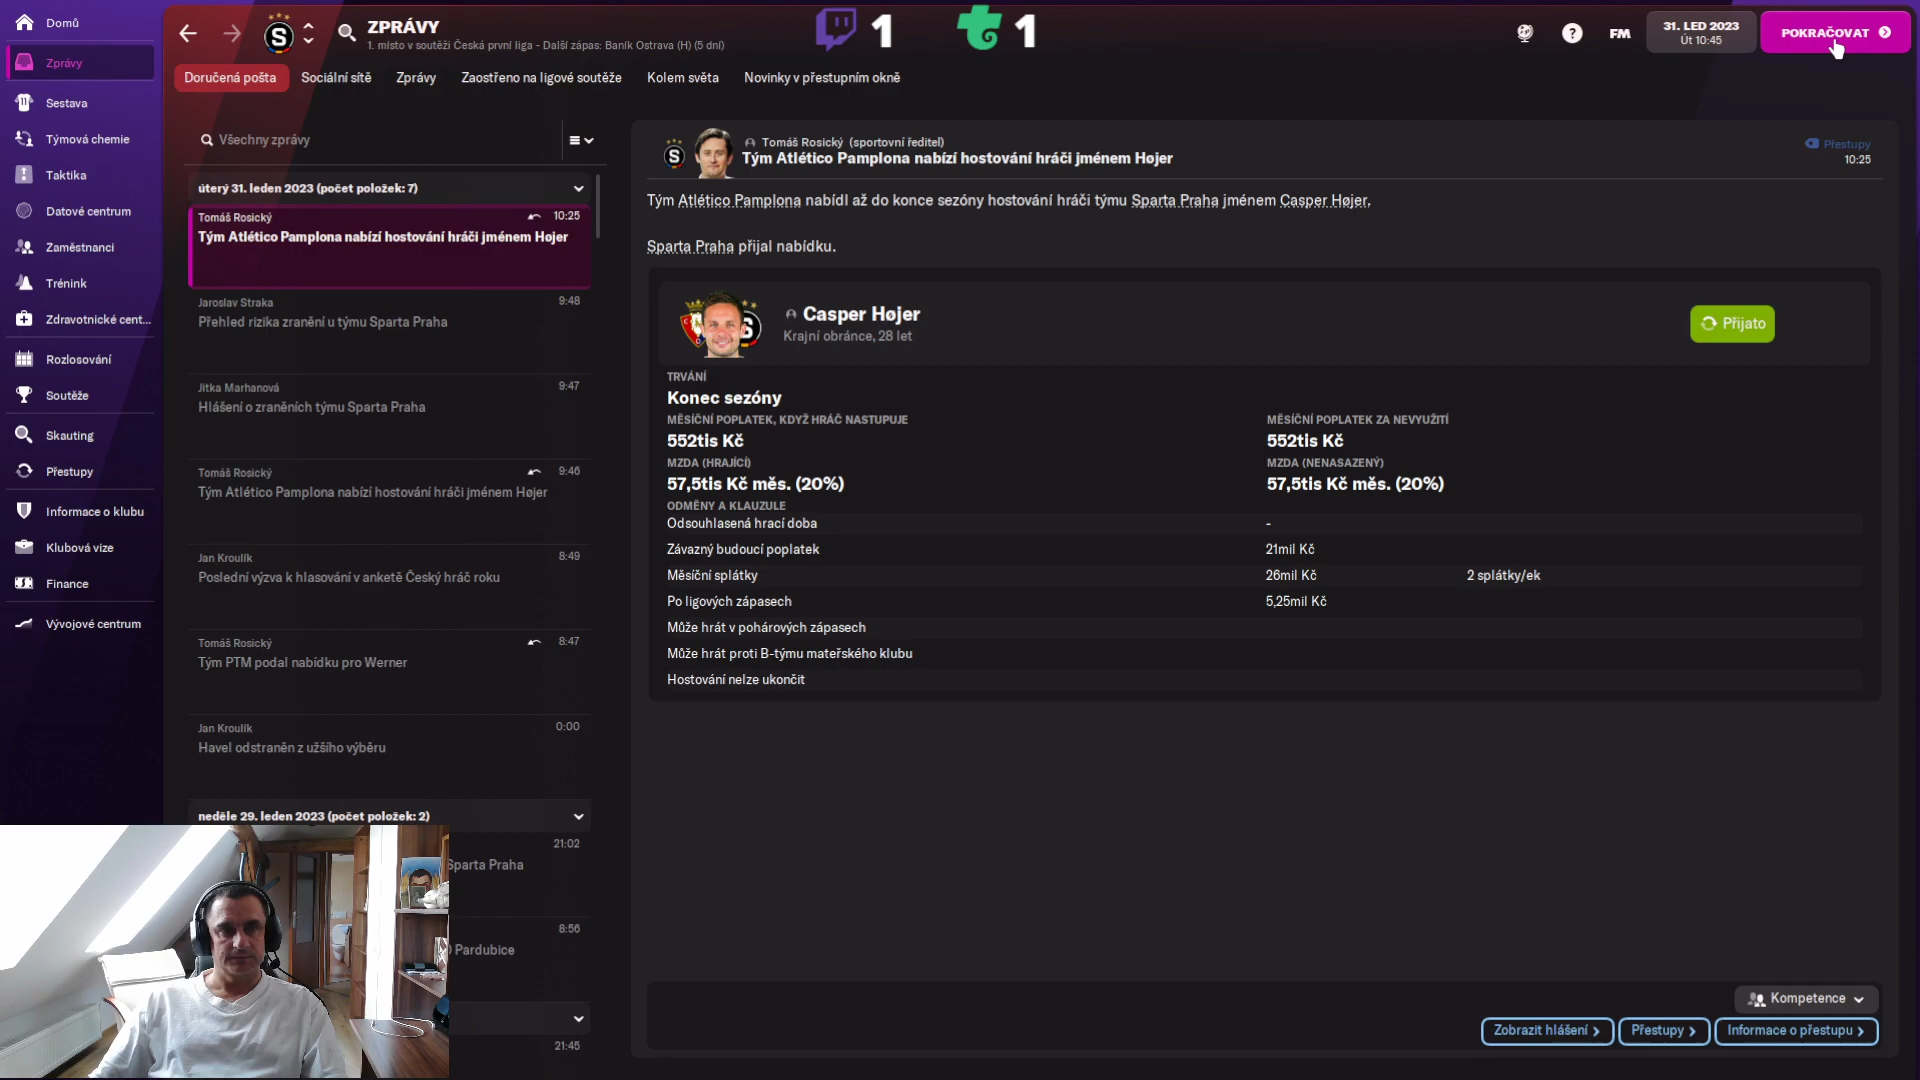 Domů
Zprávy
Sestava
Týmová chemie
Taktika
Datové centrum
Zaměstnanci
Trénink
Zdravotnické cent...
Rozlosování
Soutěže
Skauting
Přestupy
Informace o klubu
Klubová vize
Finance
Vývojové centrum
ZPRÁVY
1. místo v soutěži Česká první liga - Další zápas: Baník Ostrava (H) (5 dní)
1
1
FM
31. LED 2023
Út 10:45
POKRAČOVAT
Doručená pošta
Sociální sítě
Zprávy
Zaostřeno na ligové soutěže
Kolem světa
Novinky v přestupním okně
Všechny zprávy
úterý 31. leden 2023 (počet položek: 7)
Tomáš Rosický 10:25
Tým Atlético Pamplona nabízí hostování hráči jménem Højer
Jaroslav Straka 9:48
Přehled rizika zranění u týmu Sparta Praha
Jitka Marhanová 9:47
Hlášení o zraněních týmu Sparta Praha
Tomáš Rosický 9:46
Tým Atlético Pamplona nabízí hostování hráči jménem Højer
Jan Kroulík 8:49
Poslední výzva k hlasování v anketě Český hráč roku
Tomáš Rosický 8:47
Tým PTM podal nabídku pro Werner
Jan Kroulík 0:00
Havel odstraněn z užšího výběru
neděle 29. leden 2023 (počet položek: 2)
21:02
Sparta Praha
8:56
Pardubice
21:45
Tomáš Rosický (sportovní ředitel)
Tým Atlético Pamplona nabízí hostování hráči jménem Hojer
Přestupy
10:25
Tým Atlético Pamplona nabídl až do konce sezóny hostování hráči týmu Sparta Praha jménem Casper Højer.
Sparta Praha přijal nabídku.
Casper Højer
Krajní obránce, 28 let
Přijato
TRVÁNÍ
Konec sezóny
MĚSÍČNÍ POPLATEK, KDYŽ HRÁČ NASTUPUJE
552tis Kč
MĚSÍČNÍ POPLATEK ZA NEVYUŽITÍ
552tis Kč
MZDA (HRAJÍCÍ)
57,5tis Kč měs. (20%)
MZDA (NENASAZENÝ)
57,5tis Kč měs. (20%)
ODMĚNY A KLAUZULE
Odsouhlasená hrací doba -
Závazný budoucí poplatek 21mil Kč
Měsíční splátky 26mil Kč 2 splátky/ek
Po ligových zápasech 5,25mil Kč
Může hrát v pohárových zápasech
Může hrát proti B-týmu mateřského klubu
Hostování nelze ukončit
Kompetence
Zobrazit hlášení
Přestupy
Informace o přestupu